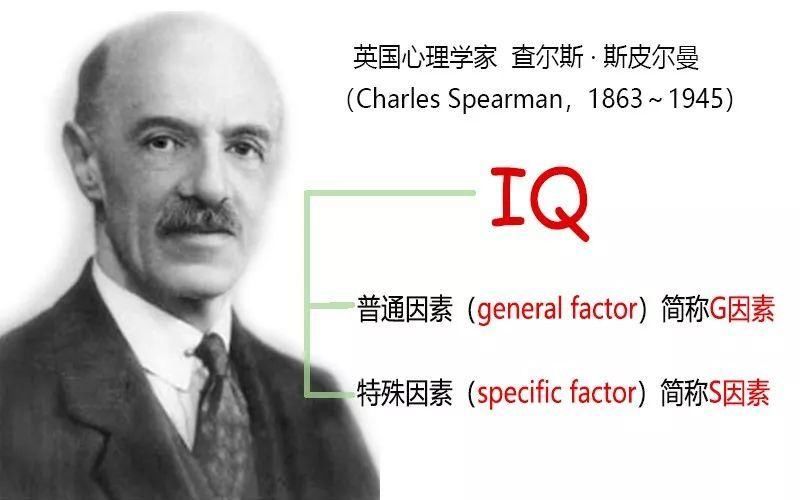 英国心理学家 查尔斯·斯皮尔曼
（Charles Spearman，1863～1945）
IQ
普通因素（general factor）简称G因素
特殊因素（specific factor）简称S因素